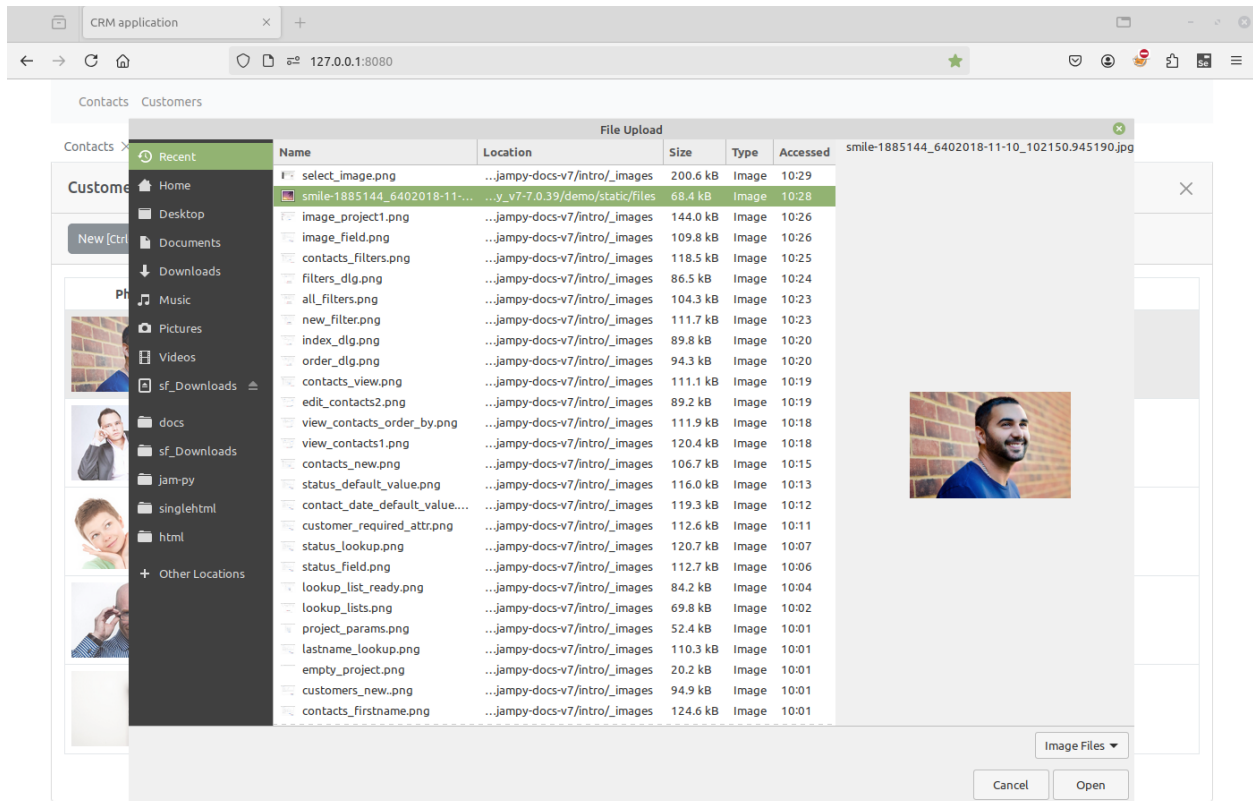 CRM application
127.0.0.1:8080
Contacts Customers
File Upload
Contacts
Custome
New [Ctrl
Ph
Recent
Home
Desktop
Documents
Downloads
Music
Pictures
Videos
sf_Downloads
docs
sf_Downloads
jam-py
singlehtml
html
Other Locations
Name Location Size Type Accessed
select_image.png ...jampy-docs-v7/intro/_images 200.6 kB Image 10:29
smile-1885144_6402018-11-... ...y_v7-7.0.39/demo/static/files 68.4 kB Image 10:28
image_project1.png ...jampy-docs-v7/intro/_images 144.0 kB Image 10:26
image_field.png ...jampy-docs-v7/intro/_images 109.8 kB Image 10:26
contacts_filters.png ...jampy-docs-v7/intro/_images 118.5 kB Image 10:25
filters_dlg.png ...jampy-docs-v7/intro/_images 86.5 kB Image 10:24
all_filters.png ...jampy-docs-v7/intro/_images 104.3 kB Image 10:23
new_filter.png ...jampy-docs-v7/intro/_images 111.7 kB Image 10:23
index_dlg.png ...jampy-docs-v7/intro/_images 89.8 kB Image 10:20
order_dlg.png ...jampy-docs-v7/intro/_images 94.3 kB Image 10:20
contacts_view.png ...jampy-docs-v7/intro/_images 111.1 kB Image 10:19
edit_contacts2.png ...jampy-docs-v7/intro/_images 89.2 kB Image 10:19
view_contacts_order_by.png ...jampy-docs-v7/intro/_images 111.9 kB Image 10:18
view_contacts1.png ...jampy-docs-v7/intro/_images 120.4 kB Image 10:18
contacts_new.png ...jampy-docs-v7/intro/_images 106.7 kB Image 10:15
status_default_value.png ...jampy-docs-v7/intro/_images 116.0 kB Image 10:13
contact_date_default_value.... ...jampy-docs-v7/intro/_images 119.3 kB Image 10:12
customer_required_attr.png ...jampy-docs-v7/intro/_images 112.6 kB Image 10:11
status_lookup.png ...jampy-docs-v7/intro/_images 120.7 kB Image 10:07
status_field.png ...jampy-docs-v7/intro/_images 112.7 kB Image 10:06
lookup_list_ready.png ...jampy-docs-v7/intro/_images 84.2 kB Image 10:04
lookup_lists.png ...jampy-docs-v7/intro/_images 69.8 kB Image 10:02
project_params.png ...jampy-docs-v7/intro/_images 52.4 kB Image 10:01
lastname_lookup.png ...jampy-docs-v7/intro/_images 110.3 kB Image 10:01
empty_project.png ...jampy-docs-v7/intro/_images 20.2 kB Image 10:01
customers_new..png ...jampy-docs-v7/intro/_images 94.9 kB Image 10:01
contacts_firstname.png ...jampy-docs-v7/intro/_images 124.6 kB Image 10:01
smile-1885144_6402018-11-10_102150.945190.jpg
Image Files
Cancel Open